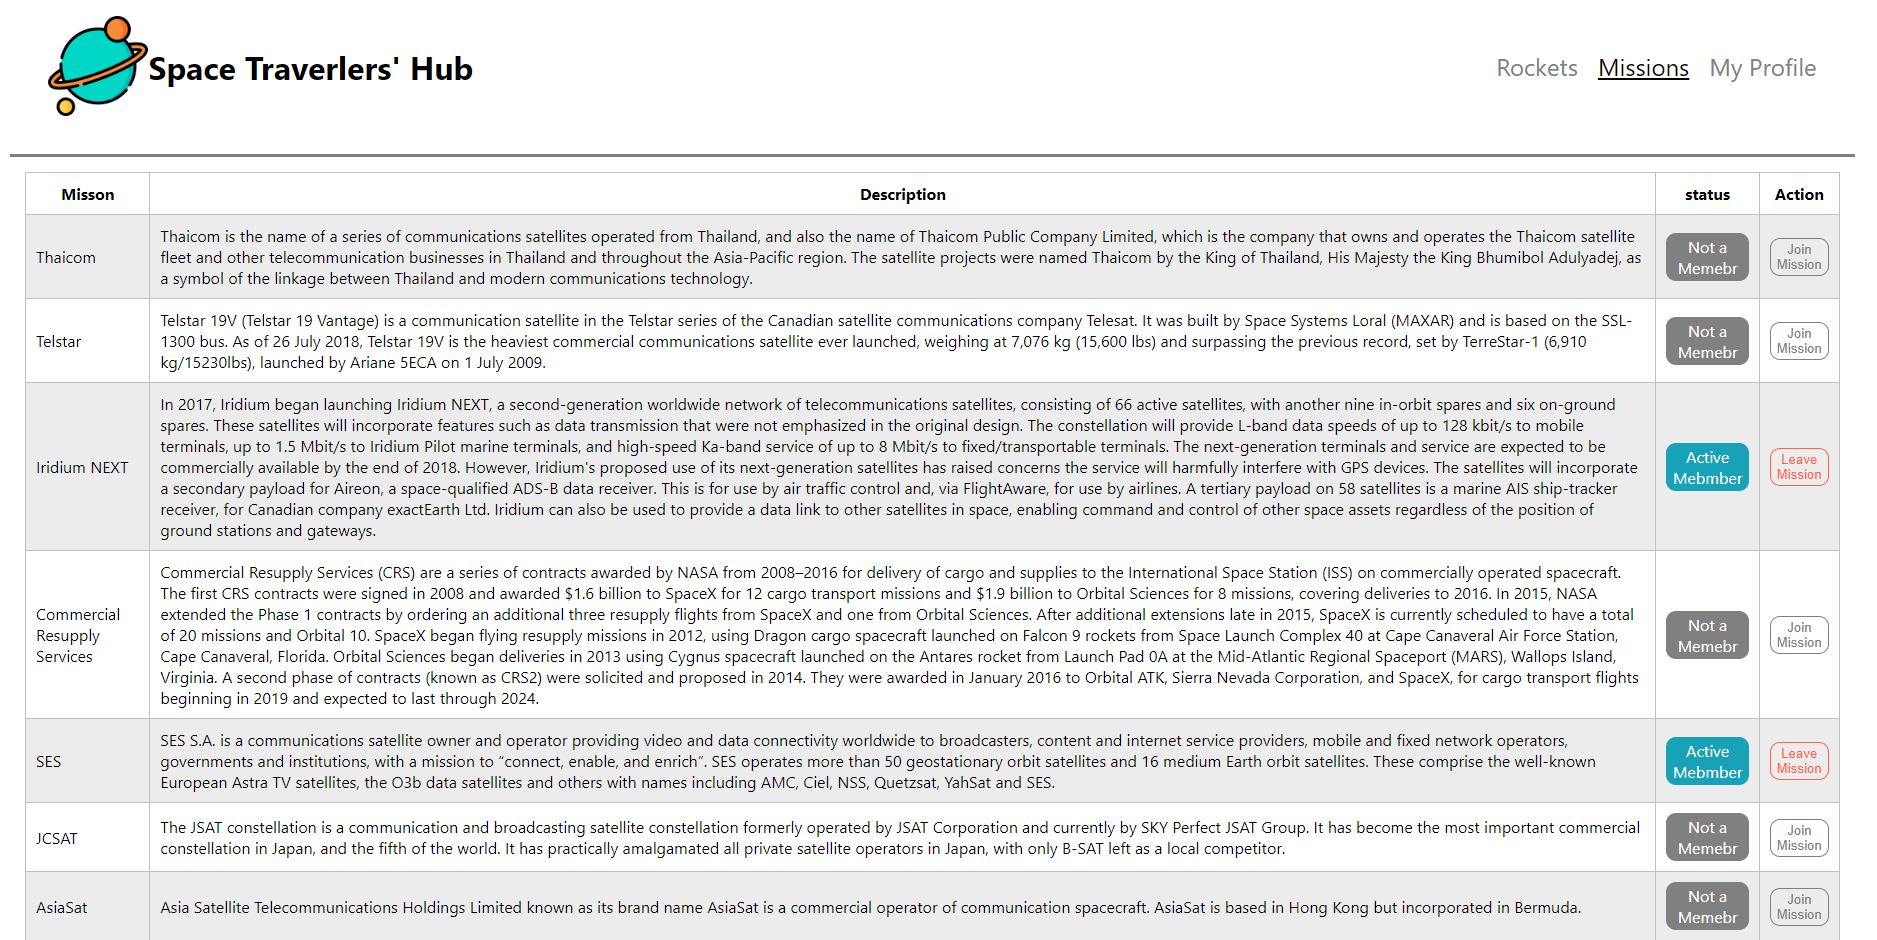 Space Traverlers' Hub
Rockets Missions My Profile
Misson Description status Action
Thaicom
Thaicom is the name of a series of communications satellites operated from Thailand, and also the name of Thaicom Public Company Limited, which is the company that owns and operates the Thaicom satellite
fleet and other telecommunication businesses in Thailand and throughout the Asia-Pacific region. The satellite projects were named Thaicom by the King of Thailand, His Majesty the King Bhumibol Adulyadej, as
a symbol of the linkage between Thailand and modern communications technology.
Not a
Memebr
Join
Mission
Telstar
Telstar 19V (Telstar 19 Vantage) is a communication satellite in the Telstar series of the Canadian satellite communications company Telesat. It was built by Space Systems Loral (MAXAR) and is based on the SSL-
1300 bus. As of 26 July 2018, Telstar 19V is the heaviest commercial communications satellite ever launched, weighing at 7,076 kg (15,600 lbs) and surpassing the previous record, set by TerreStar-1 (6,910
kg/15230lbs), launched by Ariane 5ECA on 1 July 2009.
Not a
Memebr
Join
Mission
Iridium NEXT
In 2017, Iridium began launching Iridium NEXT, a second-generation worldwide network of telecommunications satellites, consisting of 66 active satellites, with another nine in-orbit spares and six on-ground
spares. These satellites will incorporate features such as data transmission that were not emphasized in the original design. The constellation will provide L-band data speeds of up to 128 kbit/s to mobile
terminals, up to 1.5 Mbit/s to Iridium Pilot marine terminals, and high-speed Ka-band service of up to 8 Mbit/s to fixed/transportable terminals. The next-generation terminals and service are expected to be
commercially available by the end of 2018. However, Iridium's proposed use of its next-generation satellites has raised concerns the service will harmfully interfere with GPS devices. The satellites will incorporate
a secondary payload for Aireon, a space-qualified ADS-B data receiver. This is for use by air traffic control and, via FlightAware, for use by airlines. A tertiary payload on 58 satellites is a marine AIS ship-tracker
receiver, for Canadian company exactEarth Ltd. Iridium can also be used to provide a data link to other satellites in space, enabling command and control of other space assets regardless of the position of
ground stations and gateways.
Active
Mebmber
Leave
Mission
Commercial
Resupply
Services
Commercial Resupply Services (CRS) are a series of contracts awarded by NASA from 2008–2016 for delivery of cargo and supplies to the International Space Station (ISS) on commercially operated spacecraft.
The first CRS contracts were signed in 2008 and awarded $1.6 billion to SpaceX for 12 cargo transport missions and $1.9 billion to Orbital Sciences for 8 missions, covering deliveries to 2016. In 2015, NASA
extended the Phase 1 contracts by ordering an additional three resupply flights from SpaceX and one from Orbital Sciences. After additional extensions late in 2015, SpaceX is currently scheduled to have a total
of 20 missions and Orbital 10. SpaceX began flying resupply missions in 2012, using Dragon cargo spacecraft launched on Falcon 9 rockets from Space Launch Complex 40 at Cape Canaveral Air Force Station,
Cape Canaveral, Florida. Orbital Sciences began deliveries in 2013 using Cygnus spacecraft launched on the Antares rocket from Launch Pad 0A at the Mid-Atlantic Regional Spaceport (MARS), Wallops Island,
Virginia. A second phase of contracts (known as CRS2) were solicited and proposed in 2014. They were awarded in January 2016 to Orbital ATK, Sierra Nevada Corporation, and SpaceX, for cargo transport flights
beginning in 2019 and expected to last through 2024.
Not a
Memebr
Join
Mission
SES
SES S.A. is a communications satellite owner and operator providing video and data connectivity worldwide to broadcasters, content and internet service providers, mobile and fixed network operators,
governments and institutions, with a mission to “connect, enable, and enrich”. SES operates more than 50 geostationary orbit satellites and 16 medium Earth orbit satellites. These comprise the well-known
European Astra TV satellites, the O3b data satellites and others with names including AMC, Ciel, NSS, Quetzsat, YahSat and SES.
Active
Mebmber
Leave
Mission
JCSAT
The JSAT constellation is a communication and broadcasting satellite constellation formerly operated by JSAT Corporation and currently by SKY Perfect JSAT Group. It has become the most important commercial
constellation in Japan, and the fifth of the world. It has practically amalgamated all private satellite operators in Japan, with only B-SAT left as a local competitor.
Not a
Memebr
Join
Mission
AsiaSat
Asia Satellite Telecommunications Holdings Limited known as its brand name AsiaSat is a commercial operator of communication spacecraft. AsiaSat is based in Hong Kong but incorporated in Bermuda.
Not a
Memebr
Join
Mission